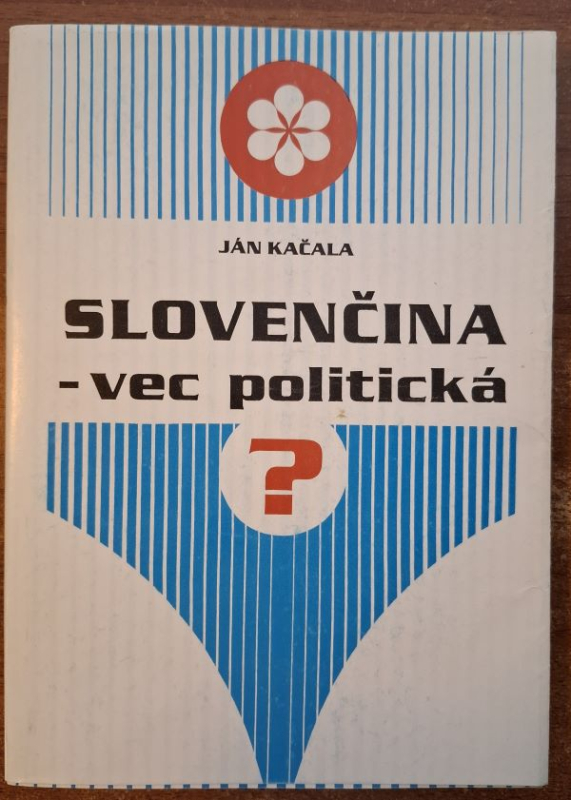 JÁN KAČALA
SLOVENČINA
- vec politická
?